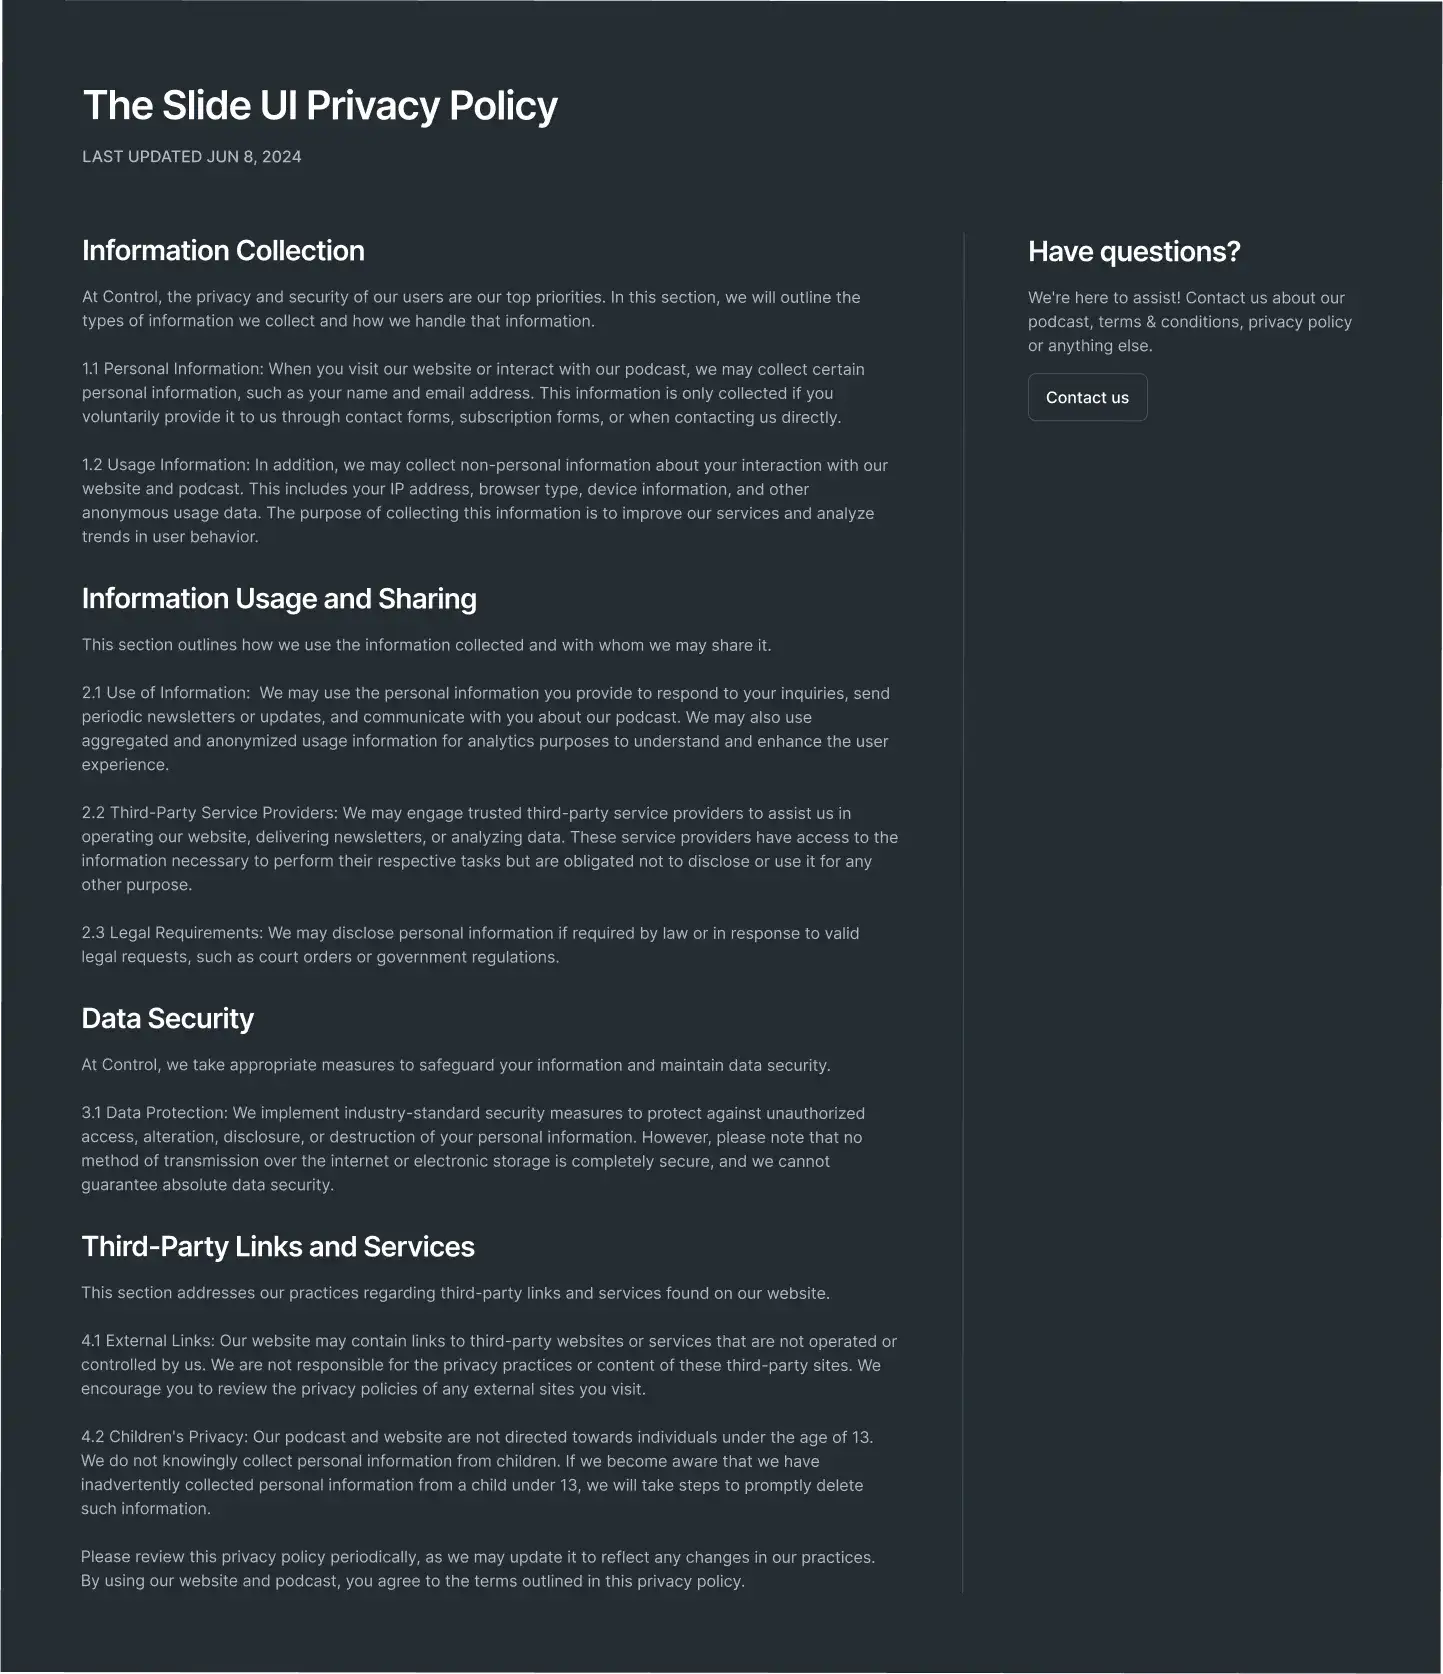 The Slide UI Privacy Policy
LAST UPDATED JUN 8, 2024
Information Collection
At Control, the privacy and security of our users are our top priorities. In this section, we will outline the
types of information we collect and how we handle that information.
1.1 Personal Information: When you visit our website or interact with our podcast, we may collect certain
personal information, such as your name and email address. This information is only collected if you
voluntarily provide it to us through contact forms, subscription forms, or when contacting us directly.
1.2 Usage Information: In addition, we may collect non-personal information about your interaction with our
website and podcast. This includes your IP address, browser type, device information, and other
anonymous usage data. The purpose of collecting this information is to improve our services and analyze
trends in user behavior.
Information Usage and Sharing
This section outlines how we use the information collected and with whom we may share it.
2.1 Use of Information:  We may use the personal information you provide to respond to your inquiries, send
periodic newsletters or updates, and communicate with you about our podcast. We may also use
aggregated and anonymized usage information for analytics purposes to understand and enhance the user
experience.
2.2 Third-Party Service Providers: We may engage trusted third-party service providers to assist us in
operating our website, delivering newsletters, or analyzing data. These service providers have access to the
information necessary to perform their respective tasks but are obligated not to disclose or use it for any
other purpose.
2.3 Legal Requirements: We may disclose personal information if required by law or in response to valid
legal requests, such as court orders or government regulations.
Data Security
At Control, we take appropriate measures to safeguard your information and maintain data security.
3.1 Data Protection: We implement industry-standard security measures to protect against unauthorized
access, alteration, disclosure, or destruction of your personal information. However, please note that no
method of transmission over the internet or electronic storage is completely secure, and we cannot
guarantee absolute data security.
Third-Party Links and Services
This section addresses our practices regarding third-party links and services found on our website.
4.1 External Links: Our website may contain links to third-party websites or services that are not operated or
controlled by us. We are not responsible for the privacy practices or content of these third-party sites. We
encourage you to review the privacy policies of any external sites you visit.
4.2 Children's Privacy: Our podcast and website are not directed towards individuals under the age of 13.
We do not knowingly collect personal information from children. If we become aware that we have
inadvertently collected personal information from a child under 13, we will take steps to promptly delete
such information.
Please review this privacy policy periodically, as we may update it to reflect any changes in our practices.
By using our website and podcast, you agree to the terms outlined in this privacy policy.
Have questions?
We're here to assist! Contact us about our
podcast, terms & conditions, privacy policy
or anything else.
Contact us